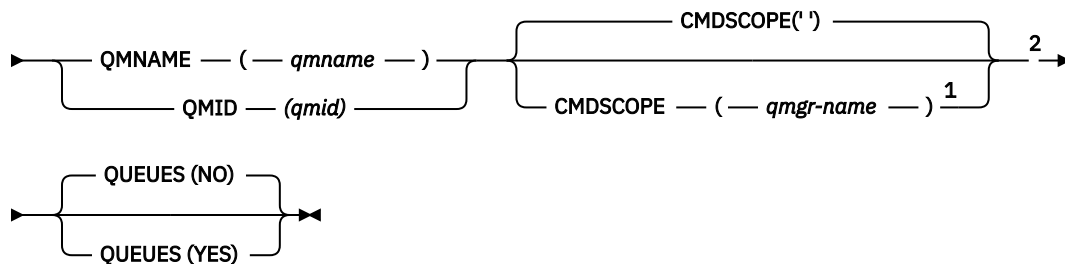 CMDSCOPE(' ')
QMNAME ( qmname ) 2
QMID (qmid) CMDSCOPE ( qmgr-name ) 1
QUEUES (NO)
QUEUES (YES)